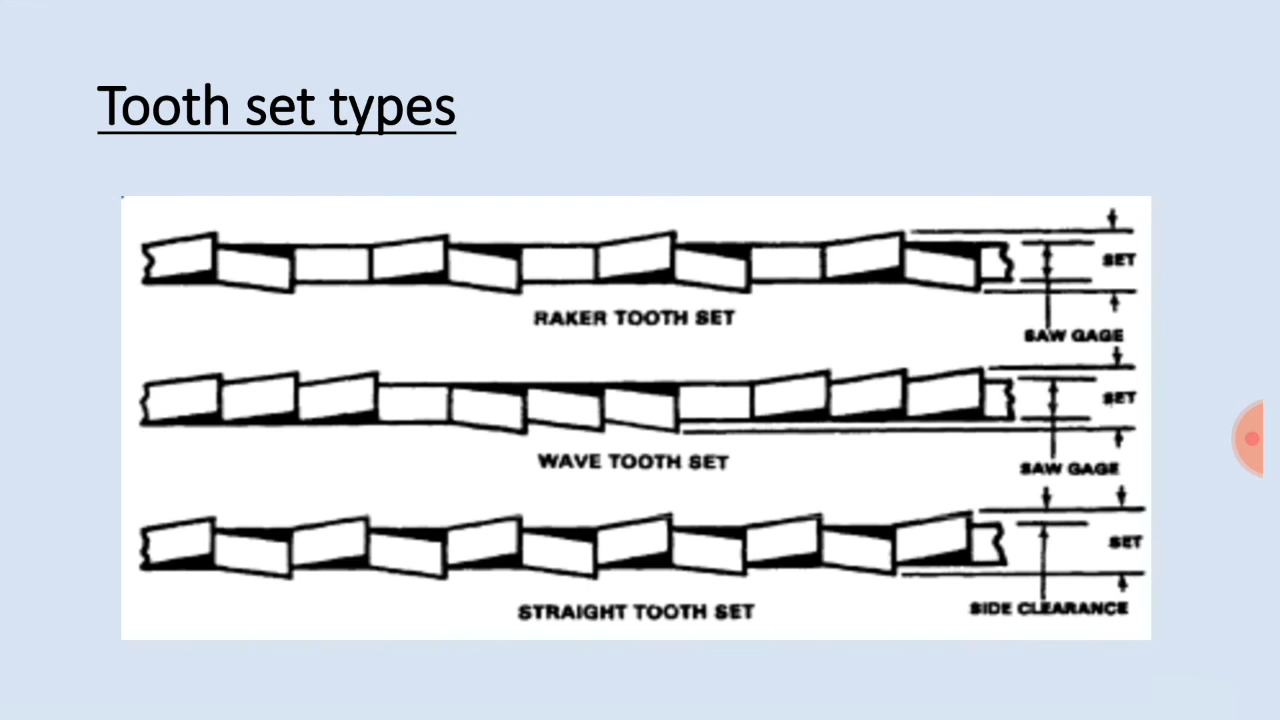 Tooth set types
SET
RAKER TOOTH SET
SAW GAGE
SET
WAVE TOOTH SET
SAW GAGE
SET
STRAIGHT TOOTH SET
SIDE CLEARANCE